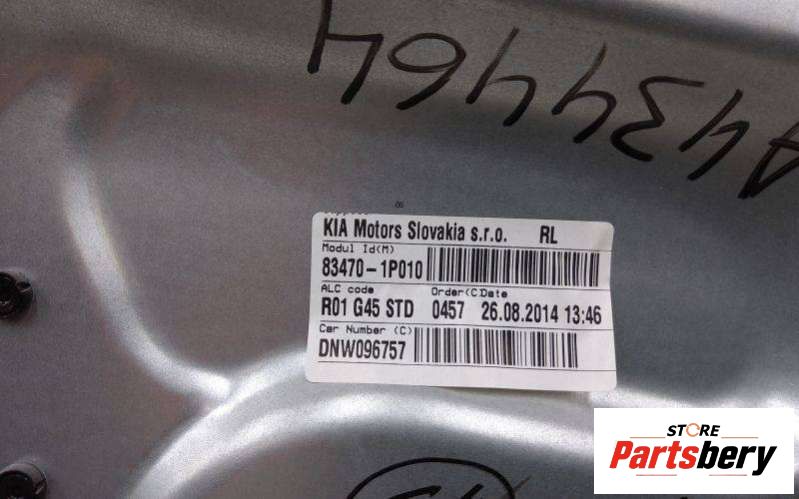 A434464
KIA Motors Slovakia s.r.o. RL
Modul Id(M)
83470-1P010
ALC code Order(C)Date
R01 G45 STD 0457 26.08.2014 13:46
Car Number (C)
DNW096757
STORE
Partsbery